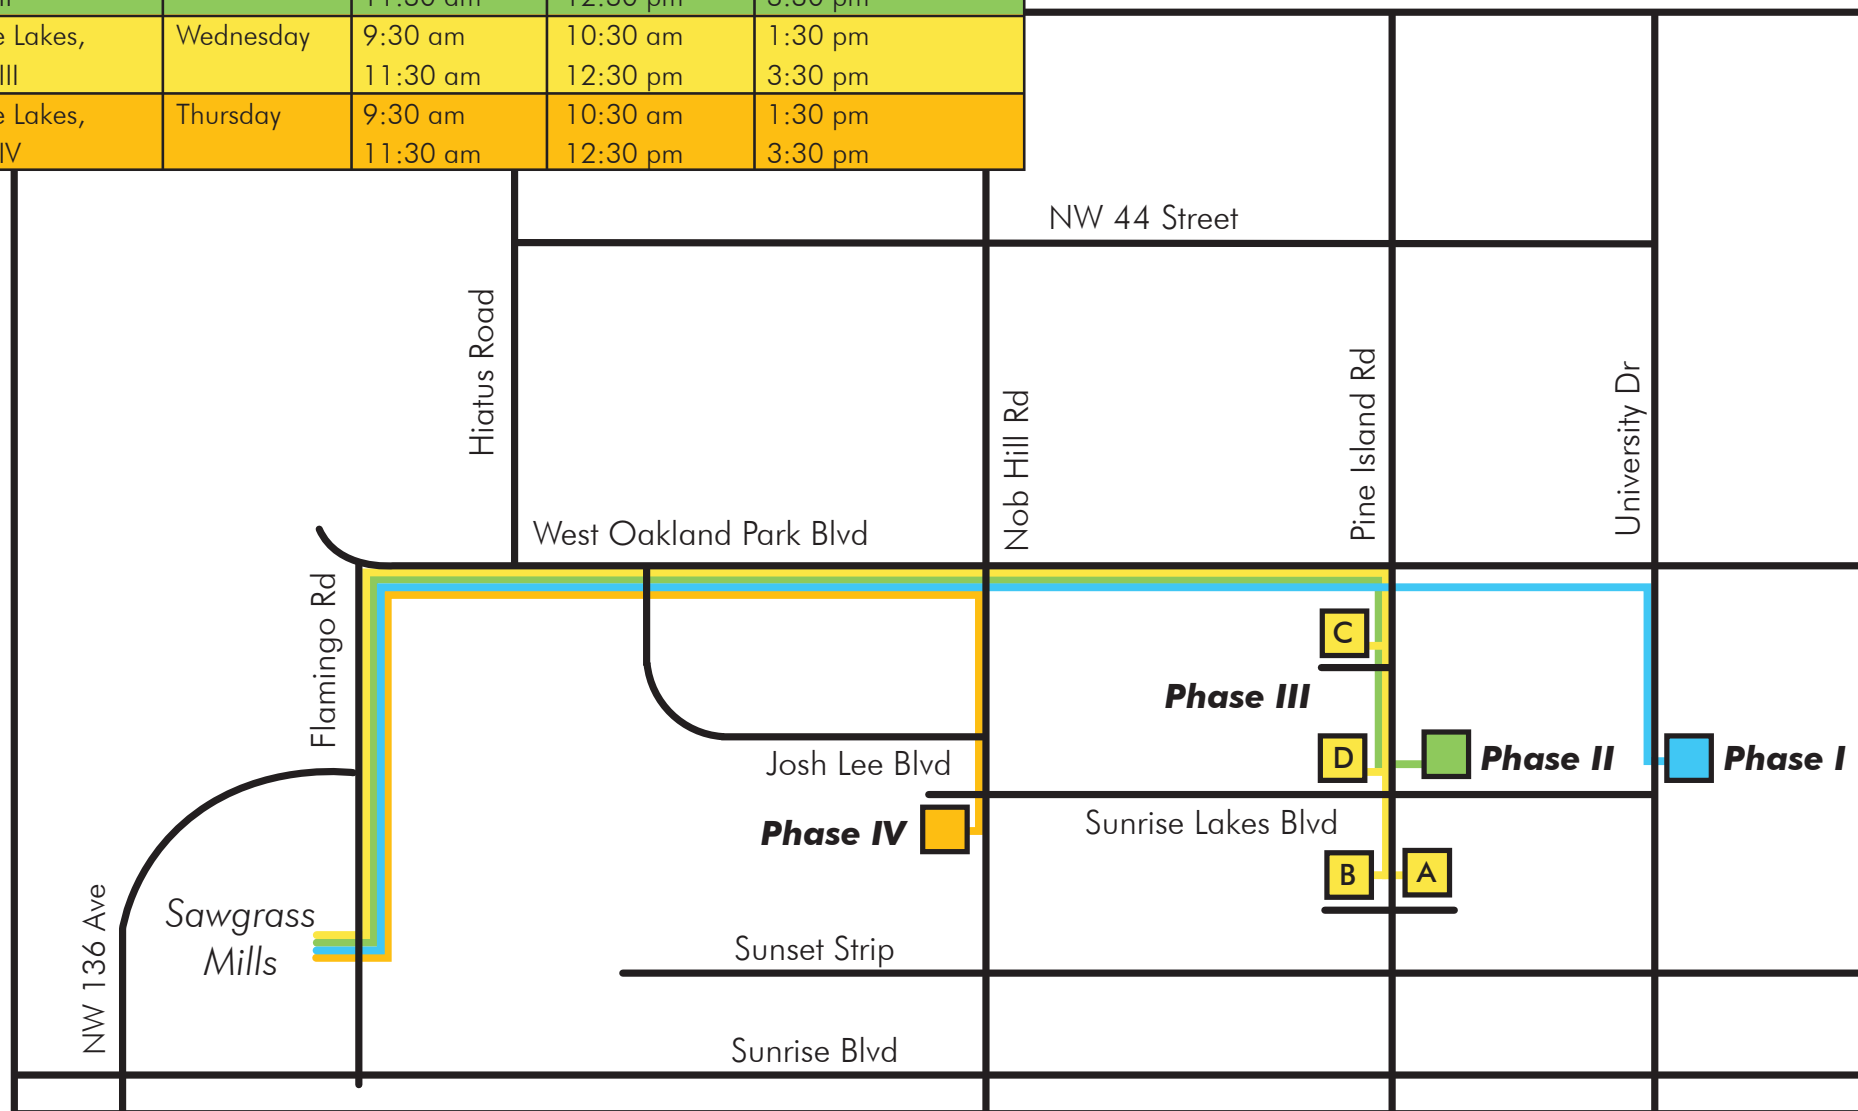 Wednesday 9:30 am 10:30 am 1:30 pm
Lakes,
III 11:30 am 12:30 pm 3:30 pm
Lakes, Thursday 9:30 am 10:30 am 1:30 pm
IV 11:30 am 12:30 pm 3:30 pm
NW 44 Street
Hiatus Road
Nob Hill Rd
Pine Island Rd
University Dr
West Oakland Park Blvd
Flamingo Rd
C
Phase III
D
Phase II
Phase I
Josh Lee Blvd
Phase IV
Sunrise Lakes Blvd
B
A
NW 136 Ave
Sawgrass
Mills
Sunset Strip
Sunrise Blvd